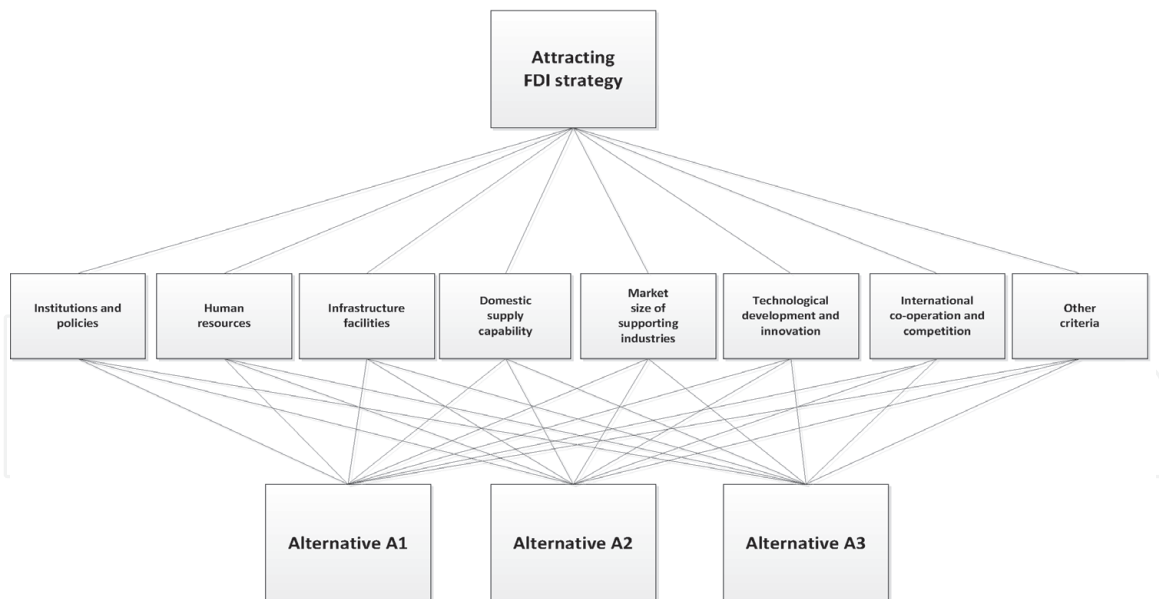 Attracting
FDI strategy
Institutions and
policies
Human
resources
Infrastructure
facilities
Domestic
supply
capability
Market
size of
supporting
industries
Technological
development and
innovation
International
co-operation and
competition
Other
criteria
Alternative A1
Alternative A2
Alternative A3